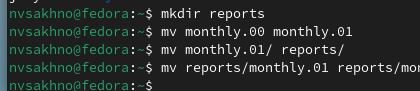 nvsakhno@fedora:~$ mkdir reports
nvsakhno@fedora:~$ mv monthly.00 monthly.01
nvsakhno@fedora:~$ mv monthly.01/ reports/
nvsakhno@fedora:~$ mv reports/monthly.01 reports/mon
nvsakhno@fedora:~$